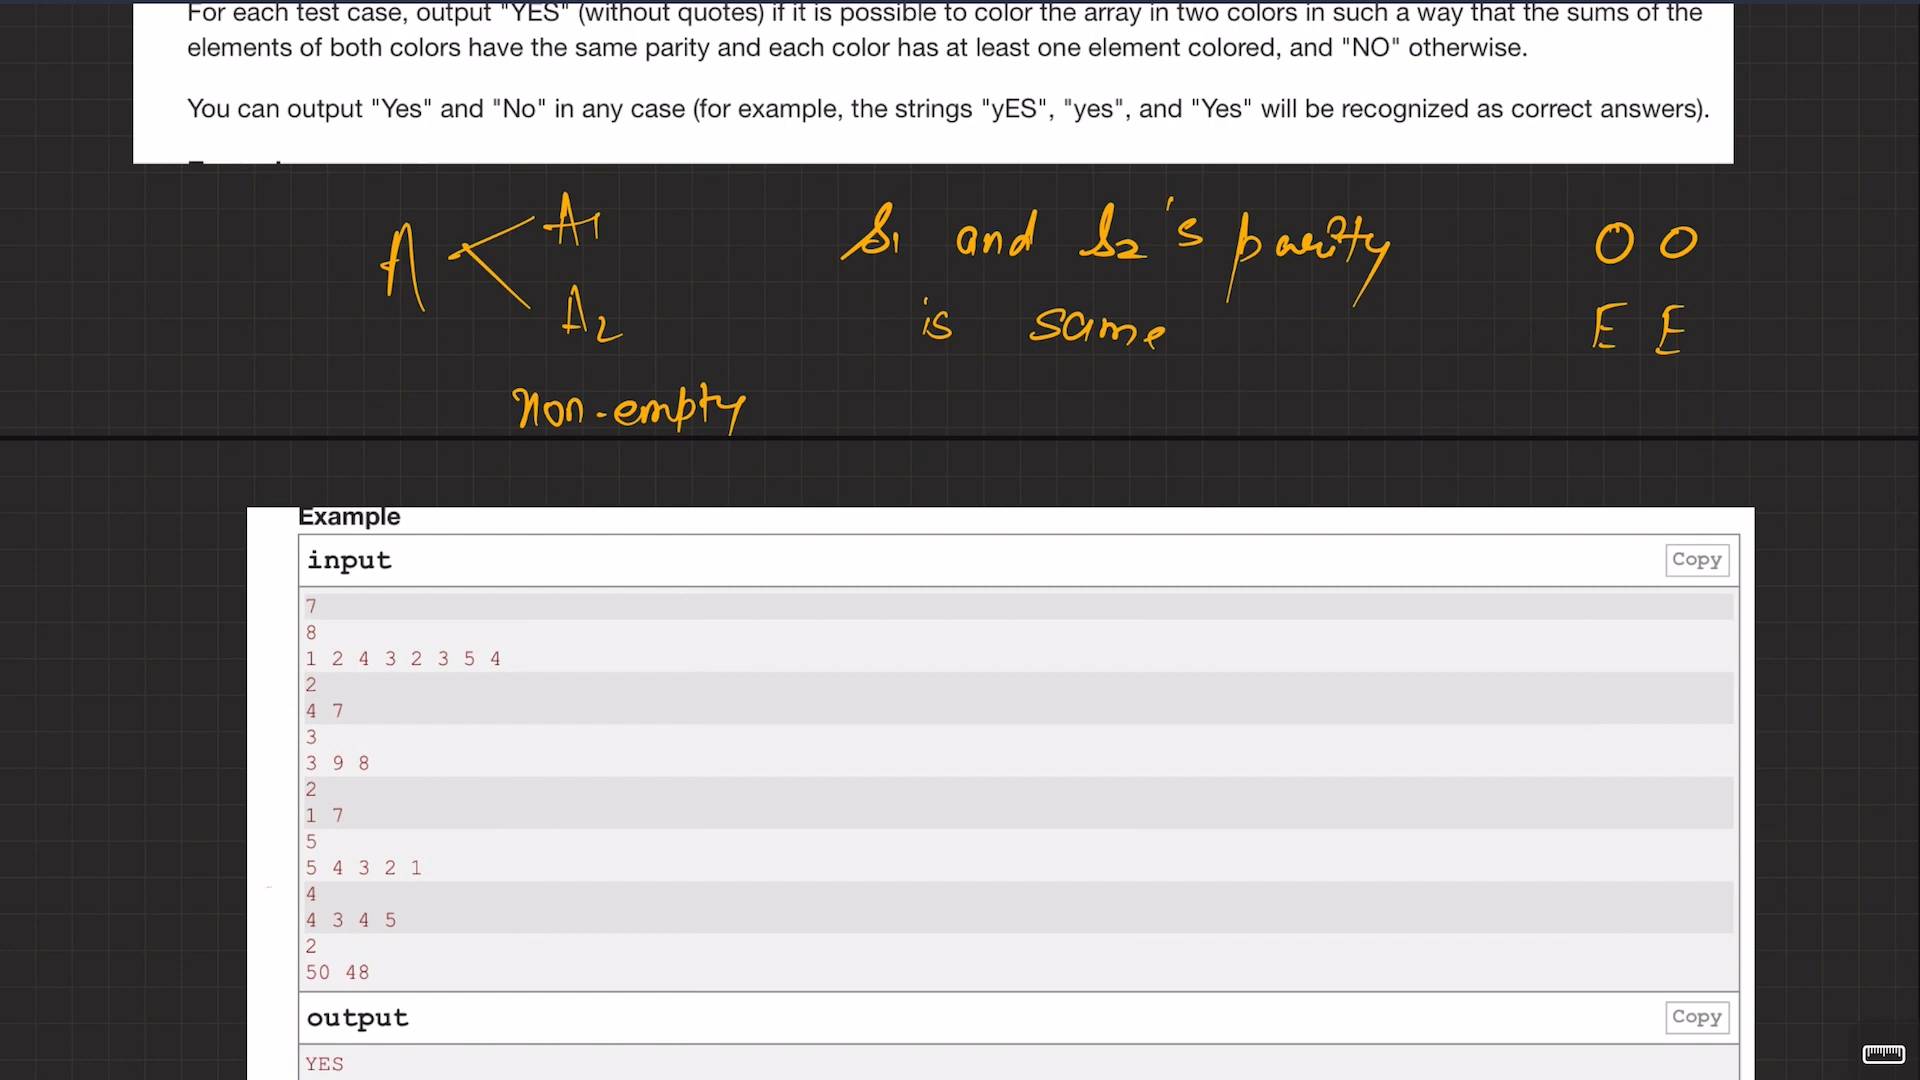 For each test case, output "YES" (without quotes) if it is possible to color the array in two colors in such a way that the sums of the
elements of both colors have the same parity and each color has at least one element colored, and "NO" otherwise.
You can output "Yes" and "No" in any case (for example, the strings "yES", "yes", and "Yes" will be recognized as correct answers).
A A1 A2
non-empty
S1 and S2's parity
is same
O O
E E
Example
input
Copy
7
8
1 2 4 3 2 3 5 4
2
4 7
3
3 9 8
2
1 7
5
5 4 3 2 1
4
4 3 4 5
2
50 48
output
Copy
YES